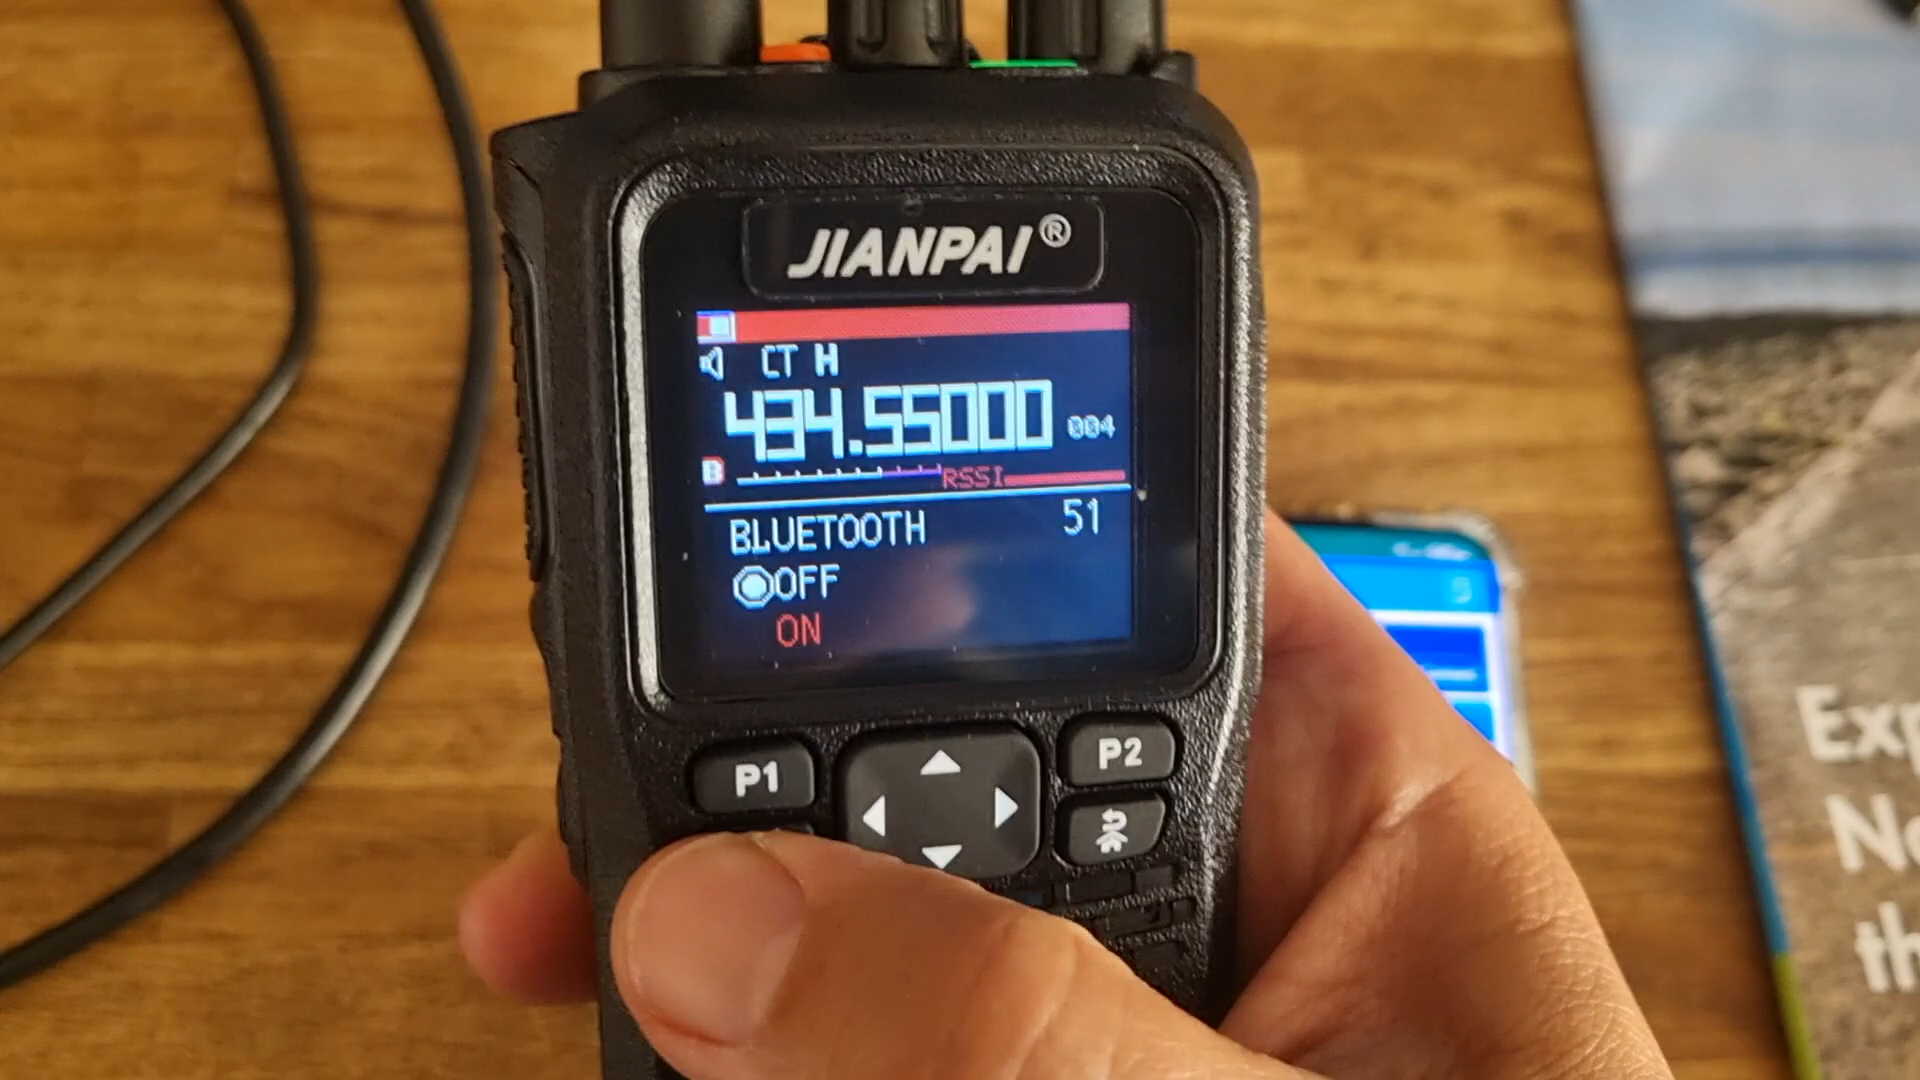 JIANPAI®
CT H
434.55000 004
B RSSI
BLUETOOTH 51
OFF
ON
P1
P2